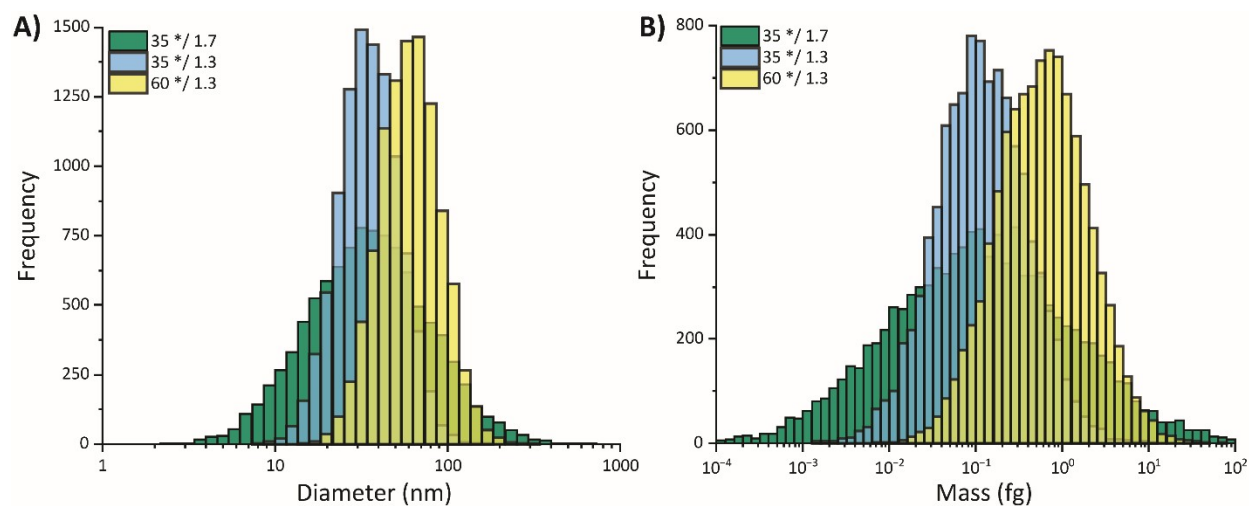 A)
35 */ 1.7
35 */ 1.3
60 */ 1.3
1500
1250
1000
750
500
250
0
Frequency
1
10
100
1000
Diameter (nm)
B)
35 */ 1.7
35 */ 1.3
60 */ 1.3
800
600
400
200
0
Frequency
10⁻⁴
10⁻³
10⁻²
10⁻¹
10⁰
10¹
10²
Mass (fg)